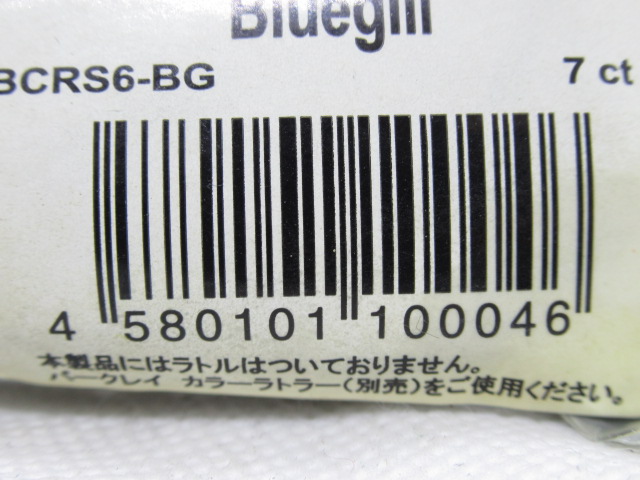 Bluegill
BCRS6-BG 7 ct
4 580101 100046
本製品にはラトルはついておりません。
バークレイ カラーラトラー(別売)をご使用ください。